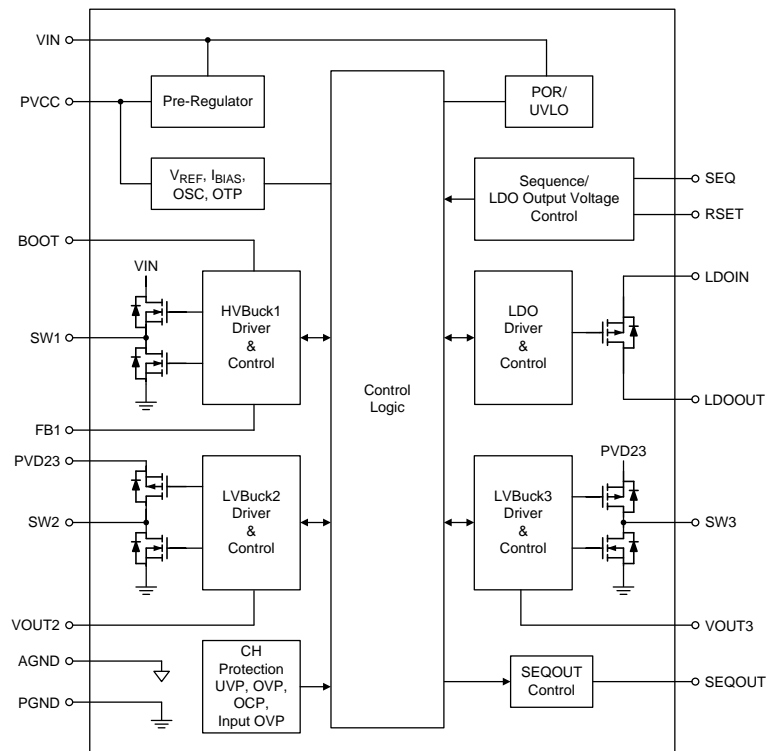 VIN
PVCC
Pre-Regulator
POR/
UVLO
VREF, IBIAS,
OSC, OTP
Sequence/
LDO Output Voltage
Control
SEQ
RSET
BOOT
VIN
SW1
HVBuck1
Driver
&
Control
FB1
Control
Logic
LDO
Driver
&
Control
LDOIN
LDOOUT
PVD23
SW2
LVBuck2
Driver
&
Control
VOUT2
LVBuck3
Driver
&
Control
PVD23
SW3
VOUT3
AGND
PGND
CH
Protection
UVP, OVP,
OCP,
Input OVP
SEQOUT
Control
SEQOUT